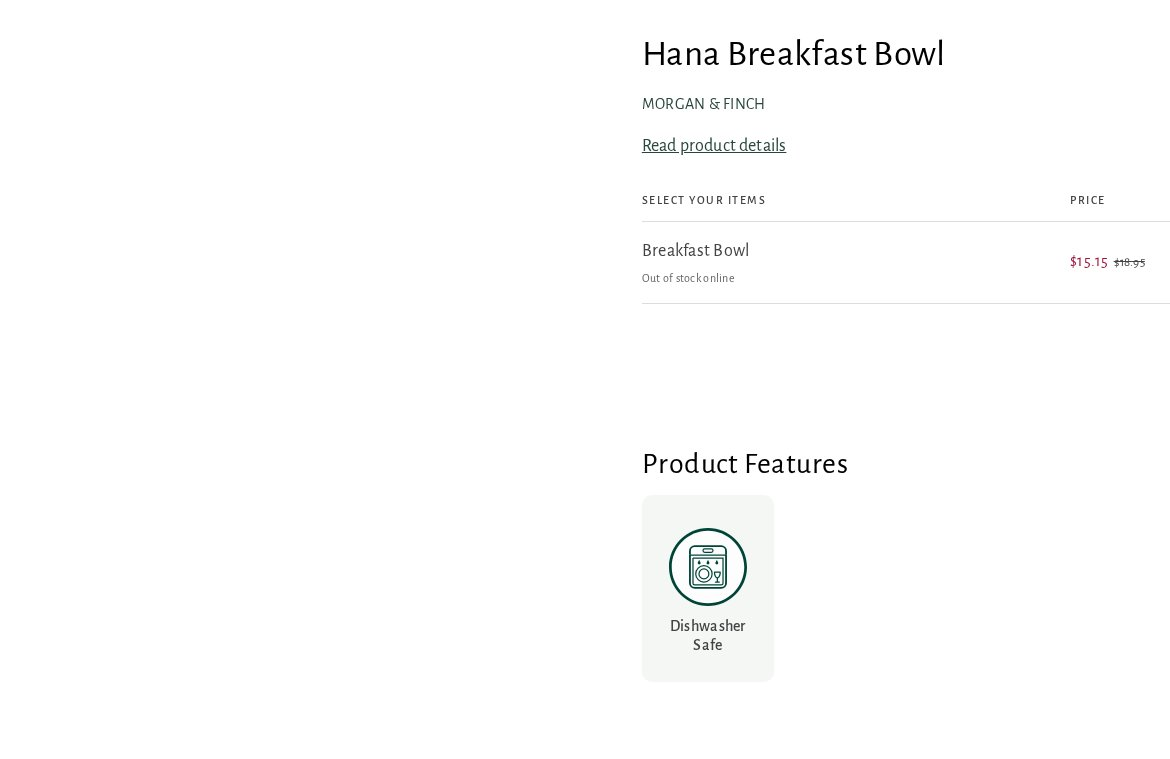 Hana Breakfast Bowl
MORGAN & FINCH
Read product details
SELECT YOUR ITEMS PRICE
Breakfast Bowl
Out of stock online
$15.15 $18.95
Product Features
Dishwasher
Safe